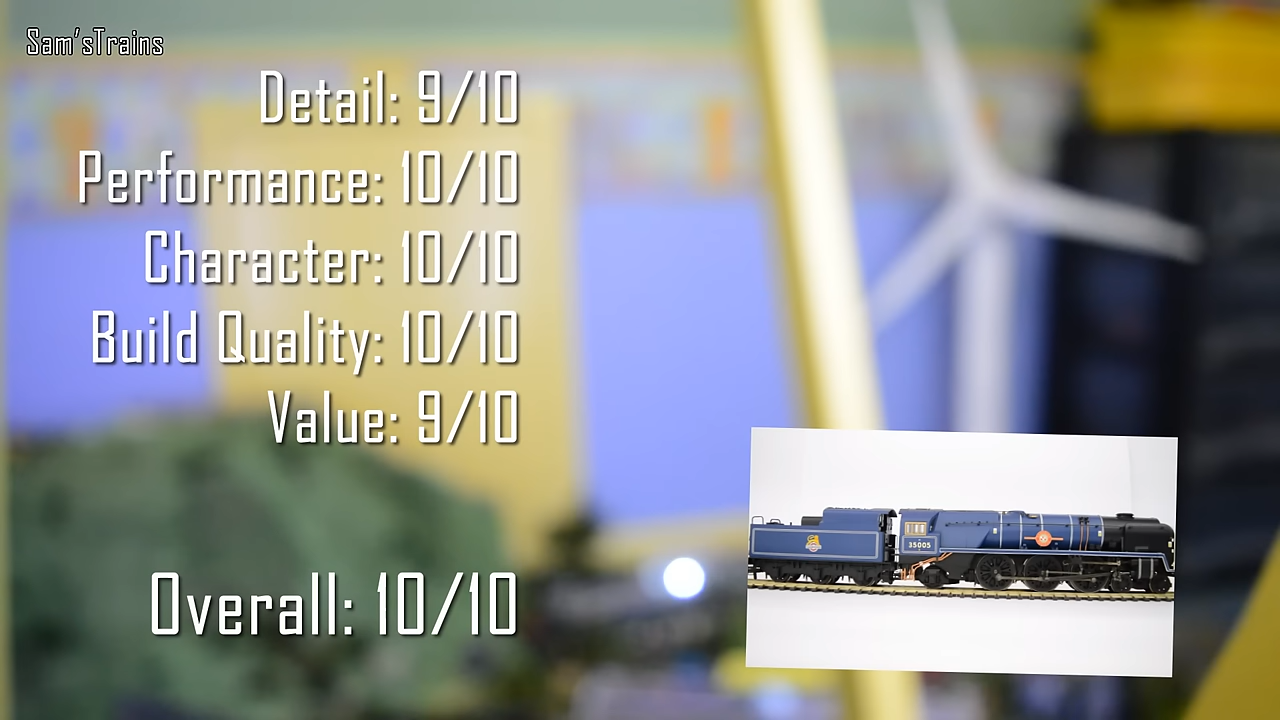 Sam'sTrains
Detail: 9/10
Performance: 10/10
Character: 10/10
Build Quality: 10/10
Value: 9/10
35005
Overall: 10/10